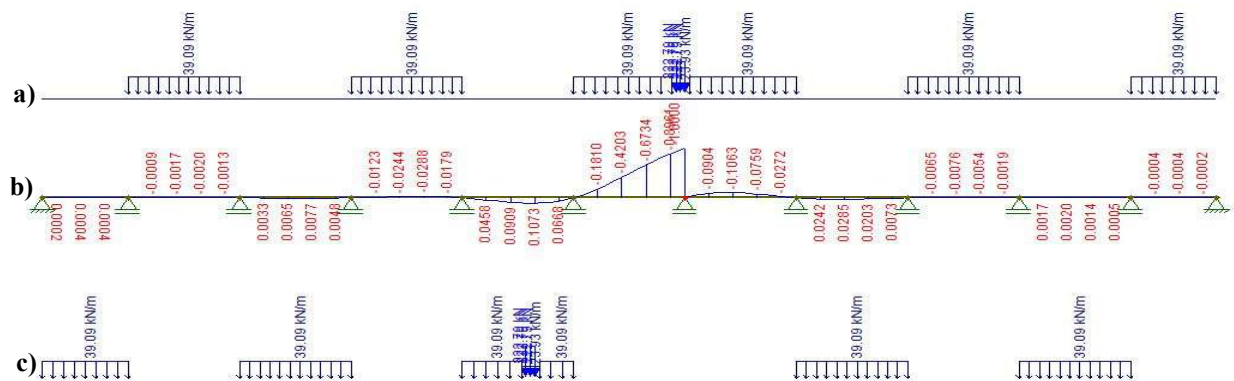 39.09 kN/m 39.09 kN/m 39.09 kN/m 39.09 kN/m 39.09 kN/m 39.09 kN/m
a)
-0.0009 -0.0017 -0.0020 -0.0013 -0.0123 -0.0244 -0.0288 -0.0179 -0.1810 -0.4203 -0.6734 -1.0000 -0.0904 -0.1063 -0.0759 -0.0272 -0.0065 -0.0076 -0.0054 -0.0019 -0.0004 -0.0004 -0.0002
b)
0.0002 0.0004 0.0004 0.0033 0.0065 0.0077 0.0048 0.0458 0.0909 0.1073 0.0668 0.0242 0.0285 0.0203 0.0073 0.0017 0.0020 0.0014 0.0005
39.09 kN/m 39.09 kN/m 39.09 kN/m 39.09 kN/m 39.09 kN/m
c)